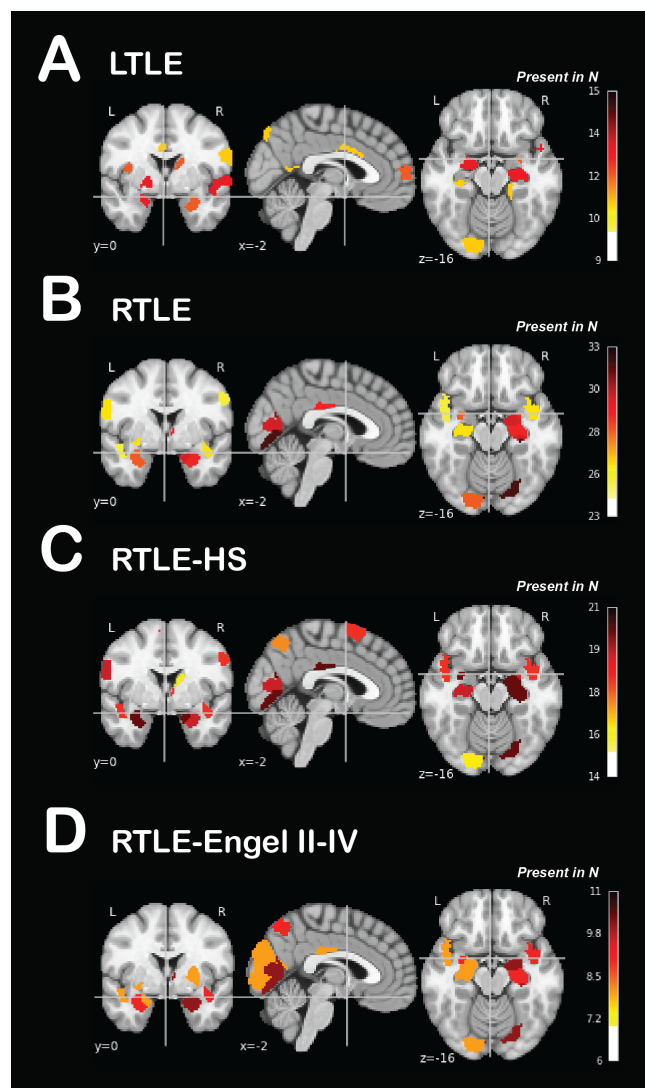 A LTLE
Present in N
L R L R
15
14
12
10
9
y=0 x=-2 z=-16
B RTLE
Present in N
L R L R
33
30
28
26
23
y=0 x=-2 z=-16
C RTLE-HS
Present in N
L R L R
21
19
18
16
14
y=0 x=-2 z=-16
D RTLE-Engel II-IV
Present in N
L R L R
11
9.8
8.5
7.2
6
y=0 x=-2 z=-16